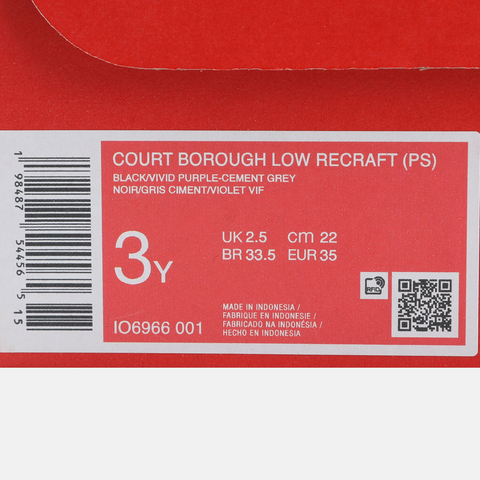 COURT BOROUGH LOW RECRAFT (PS)
BLACK/VIVID PURPLE-CEMENT GREY
NOIR/GRIS CIMENT/VIOLET VIF
3Y
UK 2.5 cm 22
BR 33.5 EUR 35
RFID
MADE IN INDONESIA /
FABRIQUE EN INDONESIE /
FABRICADO NA INDONÉSIA /
HECHO EN INDONESIA
IO6966 001
1 98487 54456 5 15